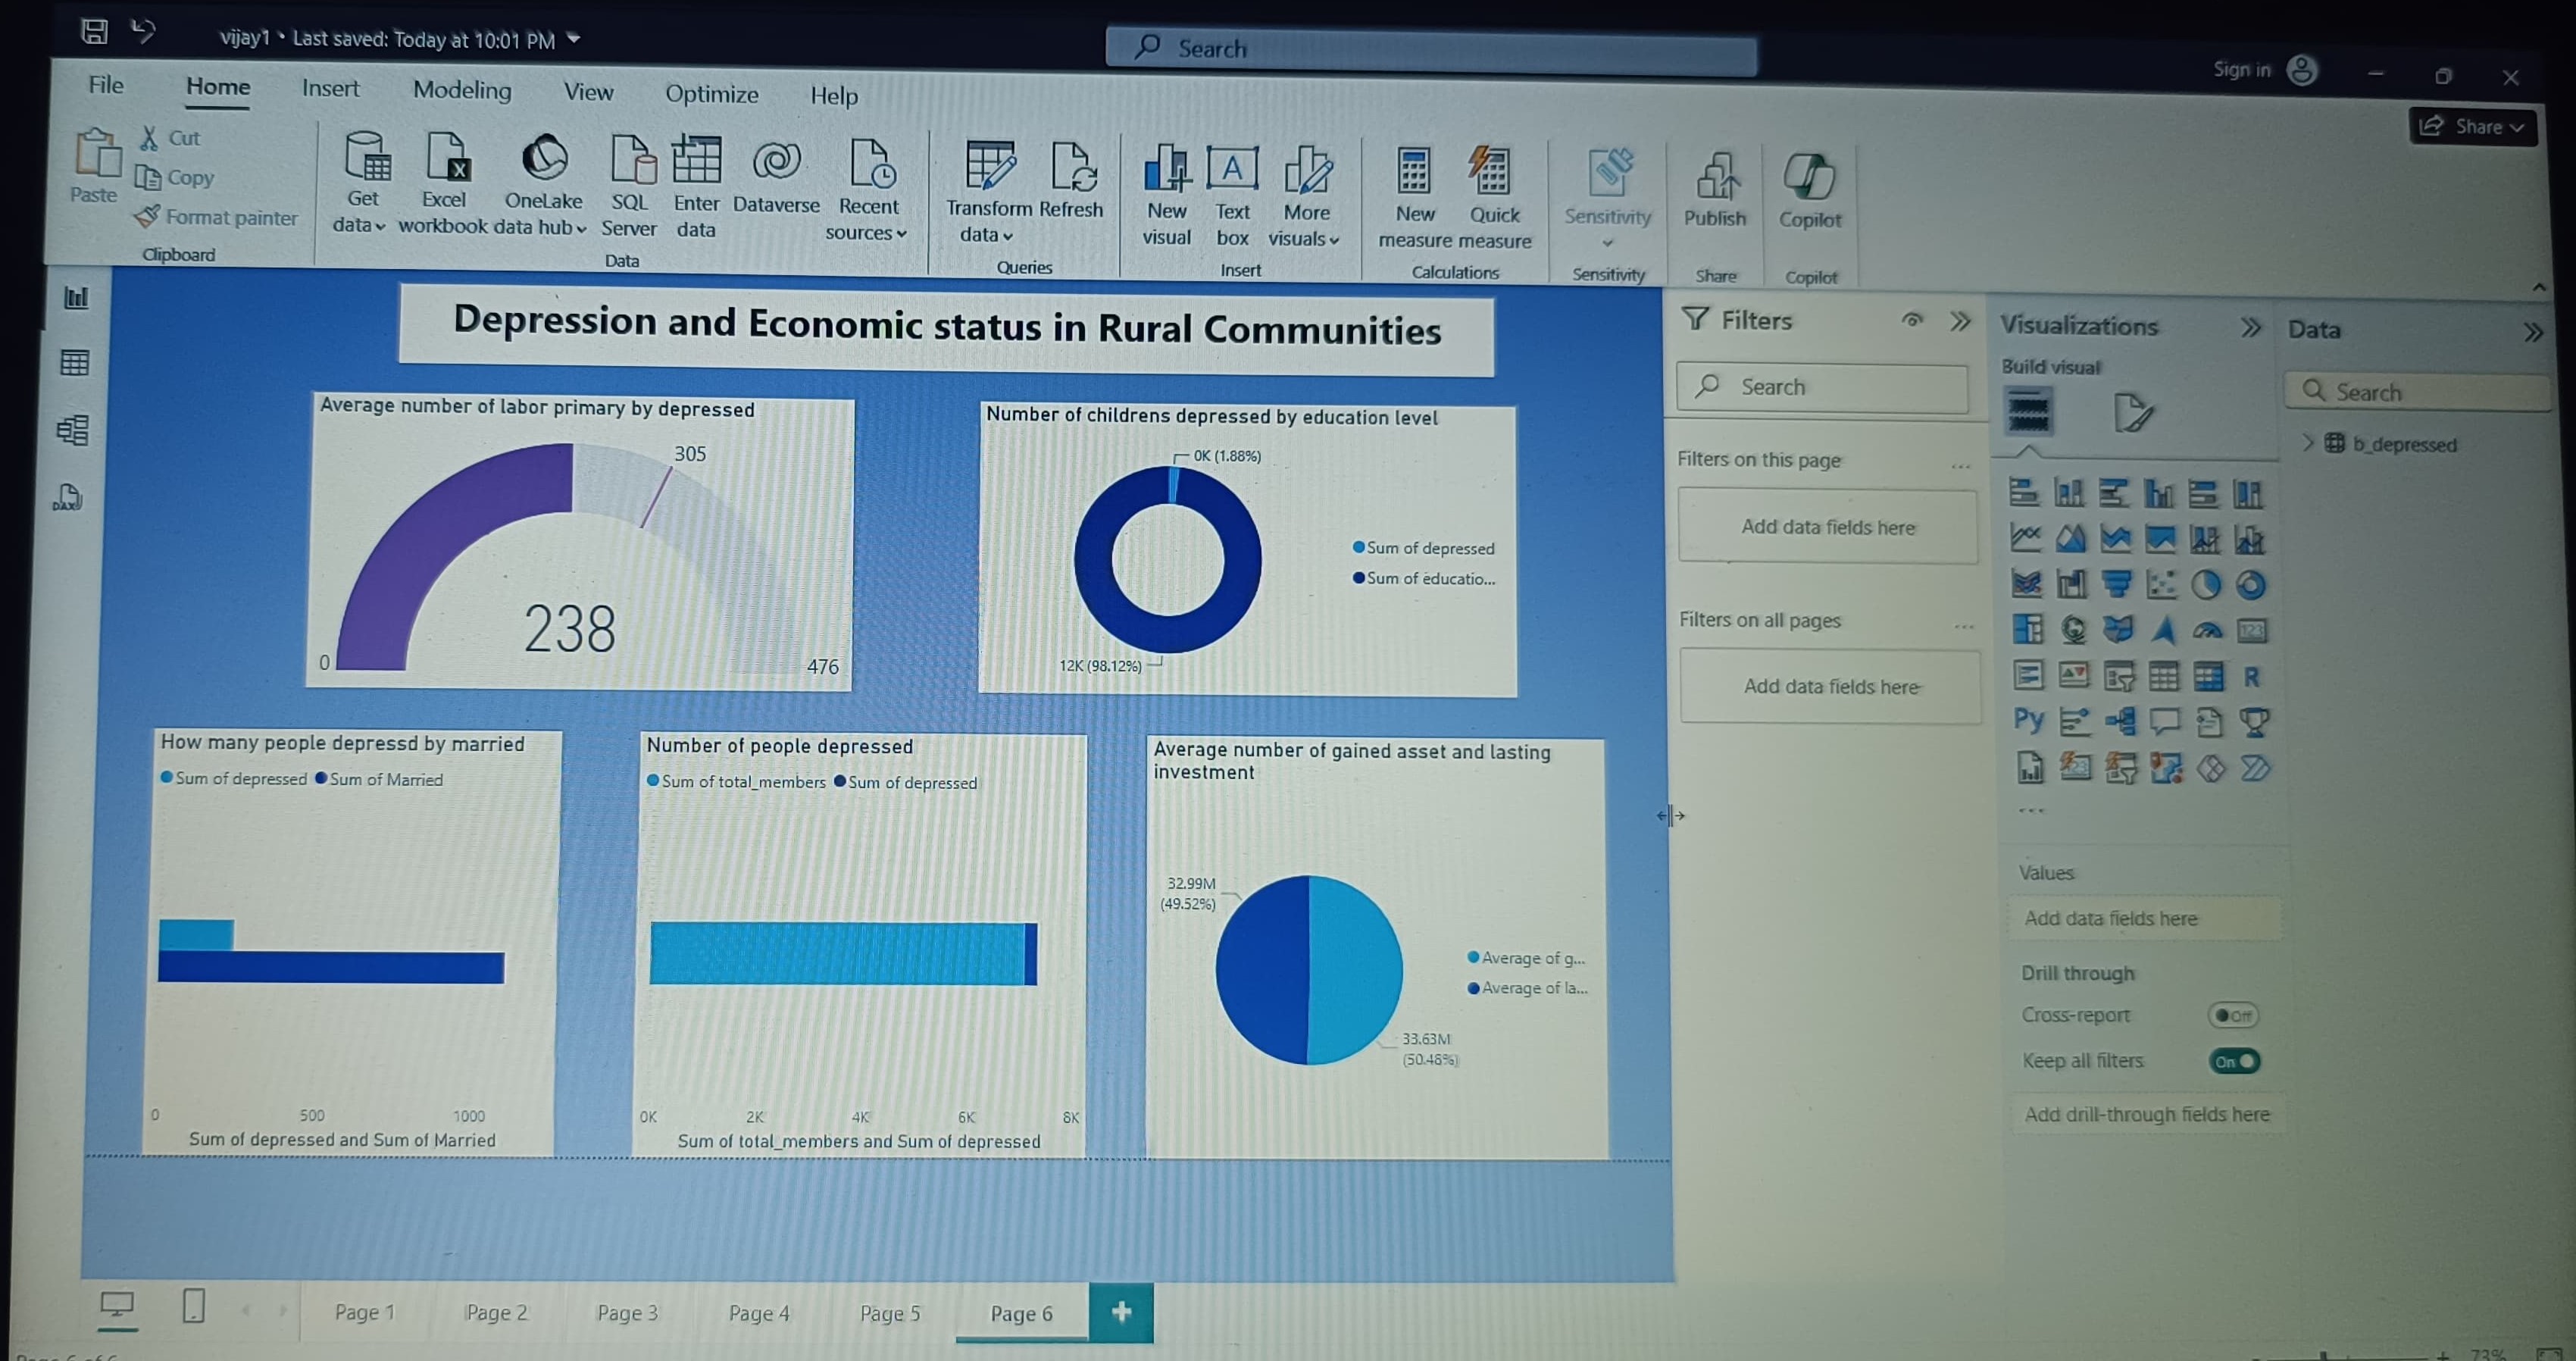 vijay1 • Last saved: Today at 10:01 PM
Search
Sign in
File Home Insert Modeling View Optimize Help
Share
Paste
Cut
Copy
Format painter
Clipboard
Get data
Excel workbook
OneLake data hub
SQL Server
Enter data
Dataverse
Recent sources
Data
Transform data
Refresh
Queries
New visual
Text box
More visuals
Insert
New measure
Quick measure
Calculations
Sensitivity
Sensitivity
Publish
Share
Copilot
Copilot
Depression and Economic status in Rural Communities
Average number of labor primary by depressed
305
238
0
476
Number of childrens depressed by education level
0K (1.88%)
Sum of depressed
Sum of educatio...
12K (98.12%)
How many people depressd by married
Sum of depressed Sum of Married
0 500 1000
Sum of depressed and Sum of Married
Number of people depressed
Sum of total_members Sum of depressed
0K 2K 4K 6K 8K
Sum of total_members and Sum of depressed
Average number of gained asset and lasting
investment
32.99M
(49.52%)
Average of g...
Average of la...
33.63M
(50.48%)
Filters
Search
Filters on this page
...
Add data fields here
Filters on all pages
...
Add data fields here
Visualizations
Build visual
123
R
Py
...
Values
Add data fields here
Drill through
Cross-report
Off
Keep all filters
On
Add drill-through fields here
Data
Search
b_depressed
DAX
Page 1 Page 2 Page 3 Page 4 Page 5 Page 6 +
73%